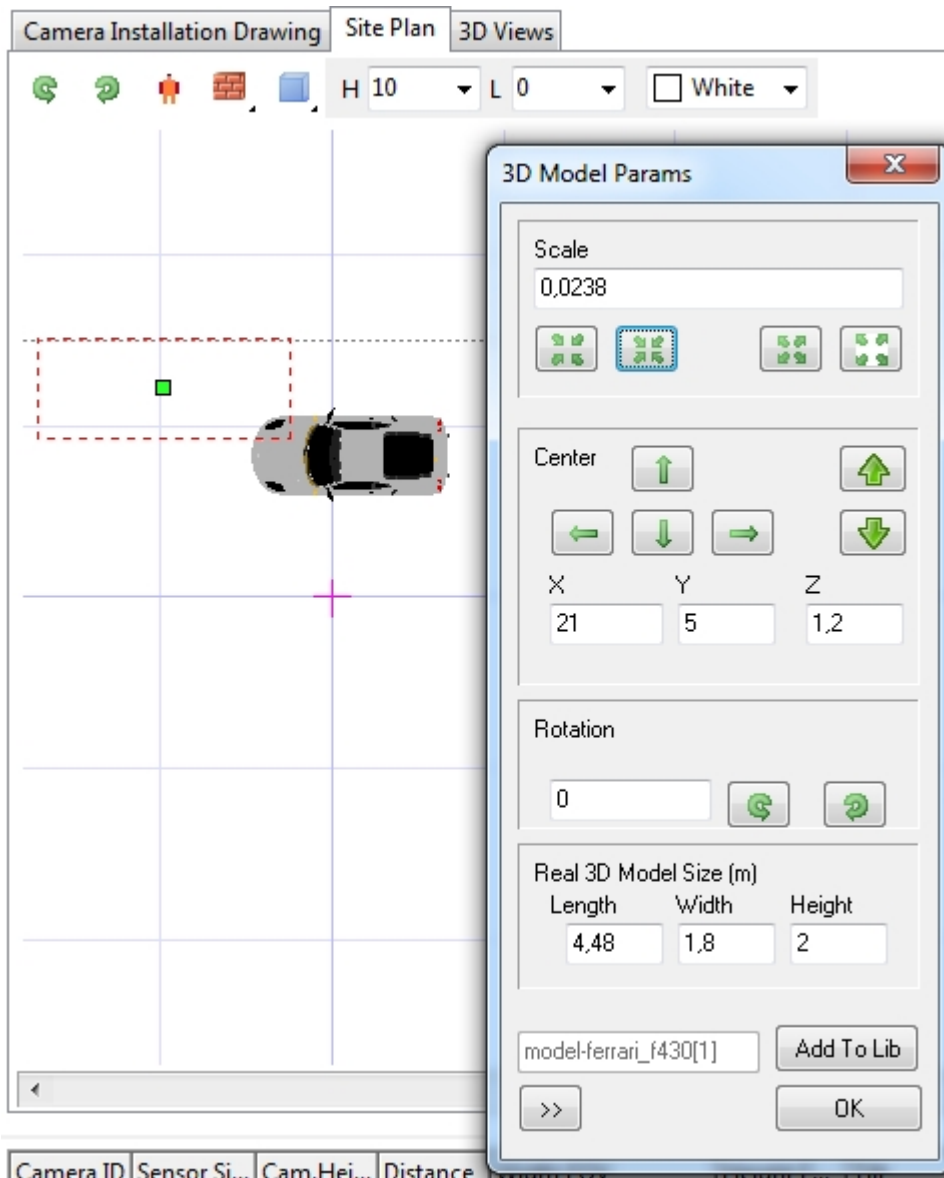 Camera Installation Drawing Site Plan 3D Views
H 10 L 0 White
3D Model Params
Scale
0,0238
Center
X Y Z
21 5 1,2
Rotation
0
Real 3D Model Size (m)
Length Width Height
4,48 1,8 2
model-ferrari_f430[1] Add To Lib
>> OK
Camera ID Sensor Si... Cam.Hei... Distance